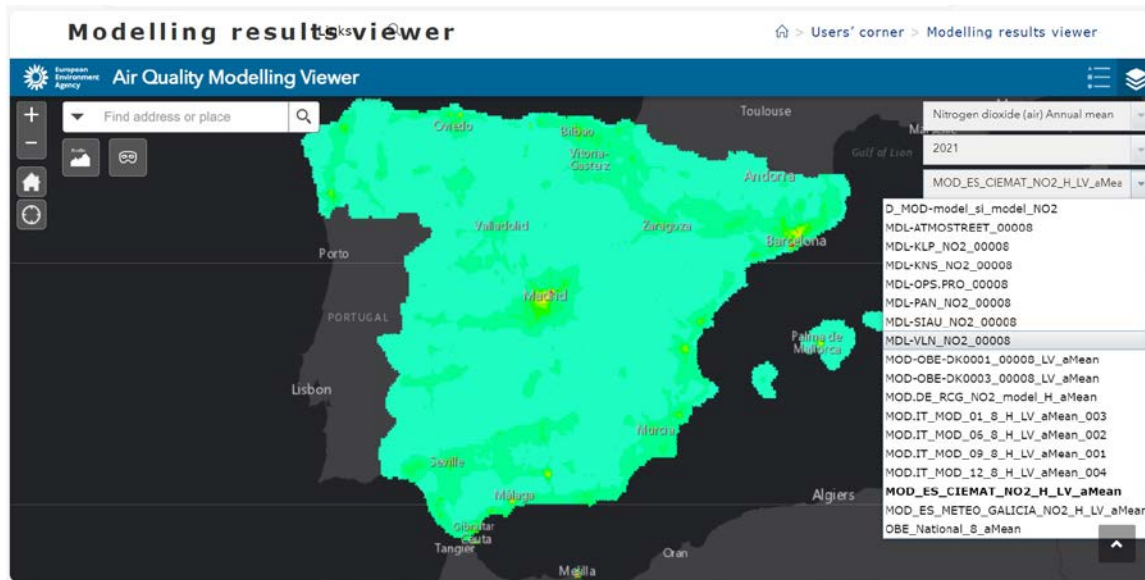 Modelling results viewer
Links
> Users' corner > Modelling results viewer
European
Environment
Agency
Air Quality Modelling Viewer
+
−
Find address or place
Nitrogen dioxide (air) Annual mean
2021
MOD_ES_CIEMAT_NO2_H_LV_aMea
D_MOD-model_si_model_NO2
MDL-ATMOSTREET_00008
MDL-KLP_NO2_00008
MDL-KNS_NO2_00008
MDL-OPS.PRO_00008
MDL-PAN_NO2_00008
MDL-SIAU_NO2_00008
MDL-VLN_NO2_00008
MOD-OBE-DK0001_00008_LV_aMean
MOD-OBE-DK0003_00008_LV_aMean
MOD.DE_RCG_NO2_model_H_aMean
MOD.IT_MOD_01_8_H_LV_aMean_003
MOD.IT_MOD_06_8_H_LV_aMean_002
MOD.IT_MOD_09_8_H_LV_aMean_001
MOD.IT_MOD_12_8_H_LV_aMean_004
MOD_ES_CIEMAT_NO2_H_LV_aMean
MOD_ES_METEO_GALICIA_NO2_H_LV_aMean
OBE_National_8_aMean
Toulouse
Gulf of Lion
Oviedo
Bilbao
Vitoria-
Gasteiz
Andorra
Valladolid
Zaragoza
Barcelona
Porto
Madrid
PORTUGAL
Palma de
Mallorca
Lisbon
Murcia
Seville
Málaga
Algiers
Gibraltar
Ceuta
Tangier
Oran
Melilla